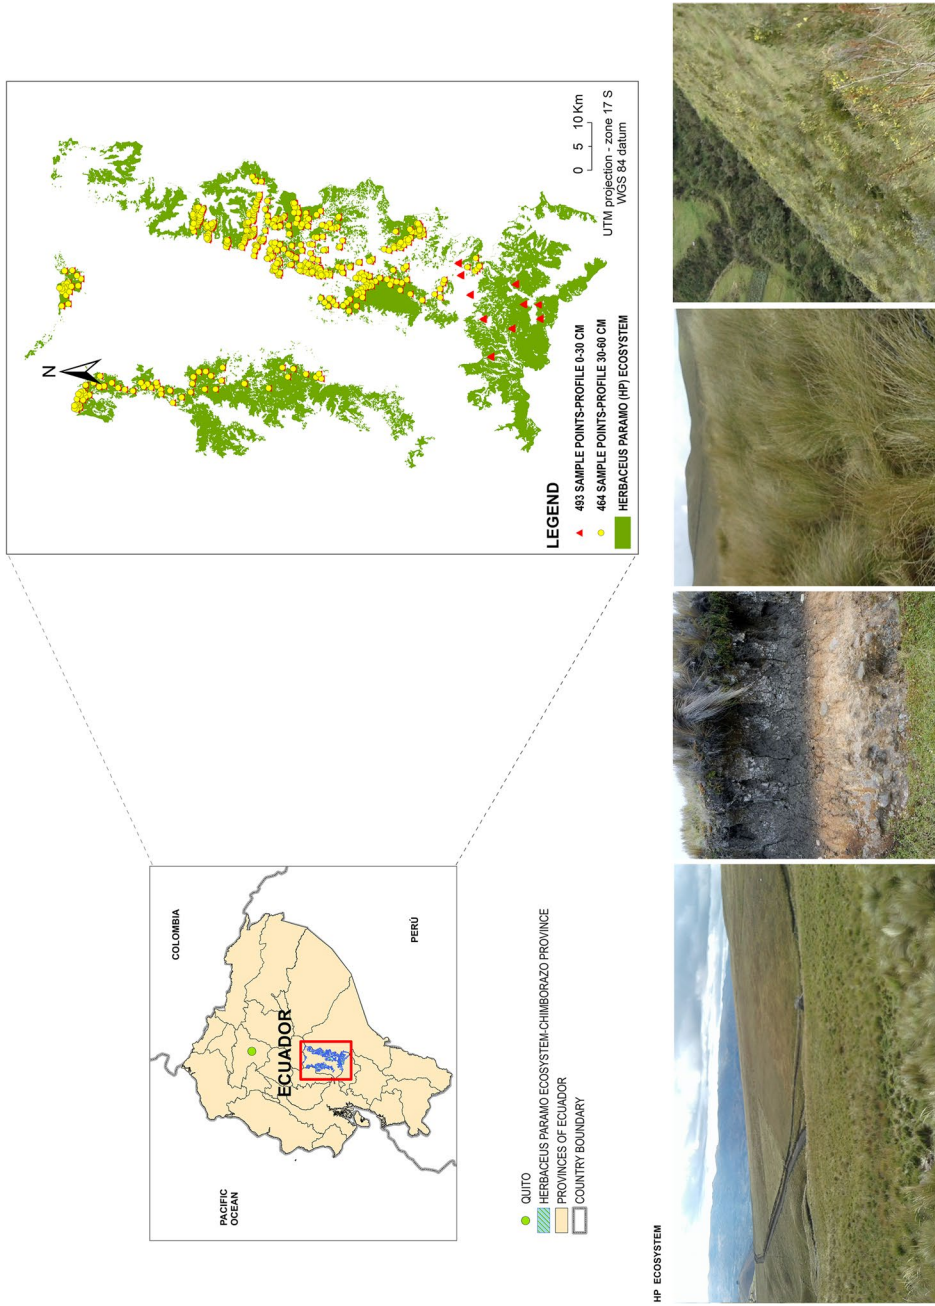 COLOMBIA
PACIFIC
OCEAN
ECUADOR
PERÚ
QUITO
HERBACEUS PARAMO ECOSYSTEM-CHIMBORAZO PROVINCE
PROVINCES OF ECUADOR
COUNTRY BOUNDARY
N
LEGEND
493 SAMPLE POINTS-PROFILE 0-30 CM
464 SAMPLE POINTS-PROFILE 30-60 CM
HERBACEUS PARAMO (HP) ECOSYSTEM
0 5 10 Km
UTM projection - zone 17 S
WGS 84 datum
HP ECOSYSTEM